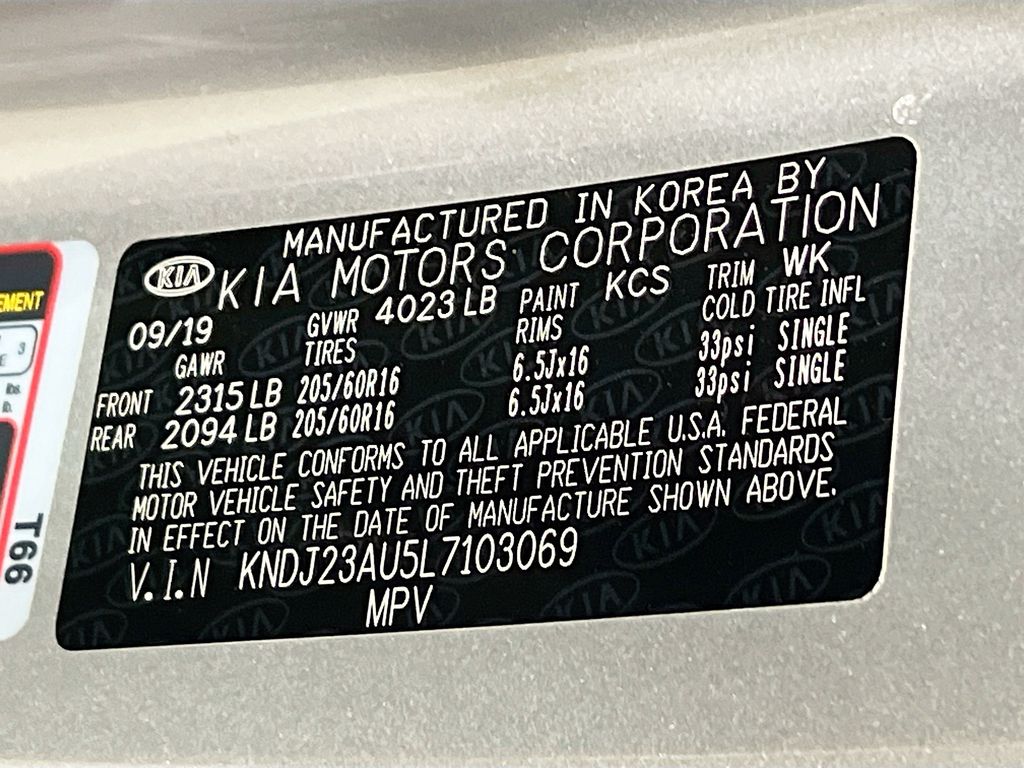 MANUFACTURED IN KOREA BY
KIA KIA MOTORS CORPORATION
09/19 GVWR 4023 LB PAINT KCS TRIM WK
GAWR TIRES RIMS COLD TIRE INFL
FRONT 2315 LB 205/60R16 6.5Jx16 33psi SINGLE
REAR 2094 LB 205/60R16 6.5Jx16 33psi SINGLE
THIS VEHICLE CONFORMS TO ALL APPLICABLE U.S.A. FEDERAL
MOTOR VEHICLE SAFETY AND THEFT PREVENTION STANDARDS
IN EFFECT ON THE DATE OF MANUFACTURE SHOWN ABOVE.
V.I.N KNDJ23AU5L7103069
MPV
3
lbs.
lb.
T66